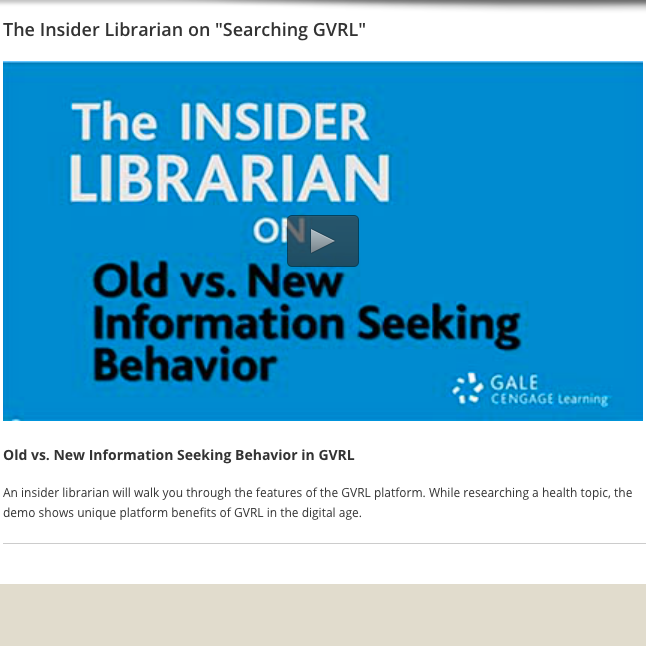 The Insider Librarian on "Searching GVRL"
The INSIDER
LIBRARIAN
ON
Old vs. New
Information Seeking
Behavior
GALE
CENGAGE Learning
Old vs. New Information Seeking Behavior in GVRL
An insider librarian will walk you through the features of the GVRL platform. While researching a health topic, the
demo shows unique platform benefits of GVRL in the digital age.